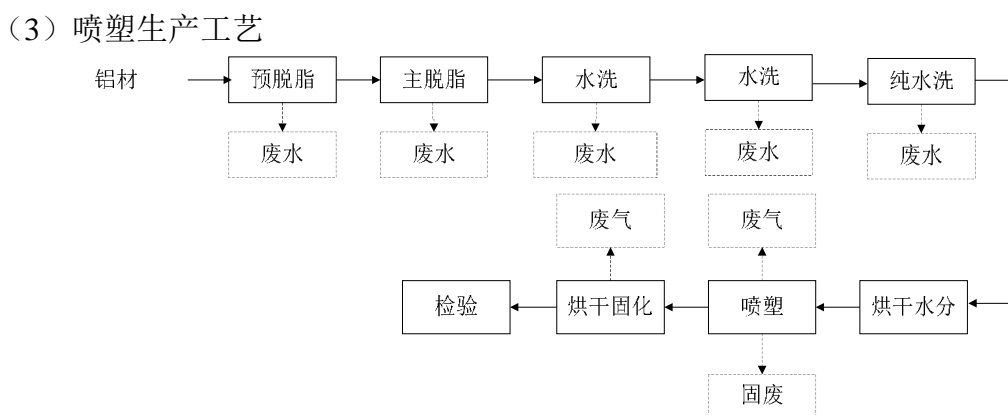 （3）喷塑生产工艺
铝材 预脱脂 主脱脂 水洗 水洗 纯水洗
废水 废水 废水 废水 废水
废气 废气
检验 烘干固化 喷塑 烘干水分
固废